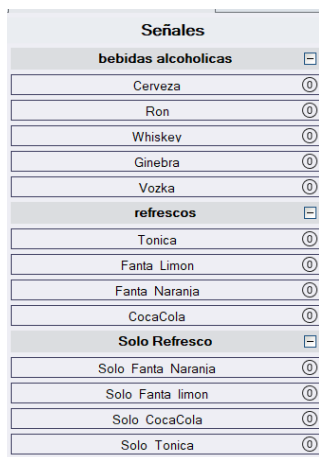 Señales
bebidas alcoholicas
Cerveza 0
Ron 0
Whiskey 0
Ginebra 0
Vozka 0
refrescos
Tonica 0
Fanta Limon 0
Fanta Naranja 0
CocaCola 0
Solo Refresco
Solo Fanta Naranja 0
Solo Fanta limon 0
Solo CocaCola 0
Solo Tonica 0